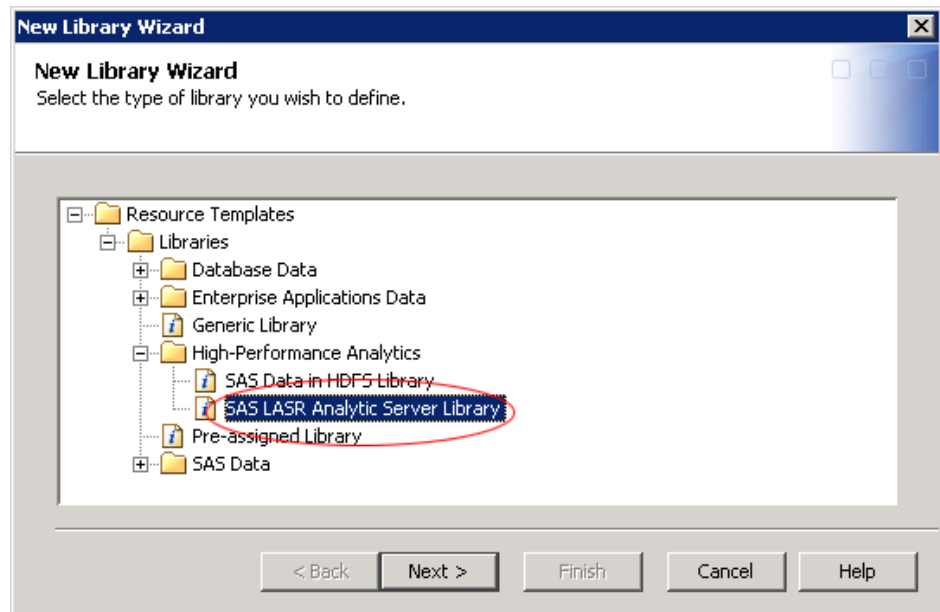 New Library Wizard
New Library Wizard
Select the type of library you wish to define.
Resource Templates
Libraries
Database Data
Enterprise Applications Data
Generic Library
High-Performance Analytics
SAS Data in HDFS Library
SAS LASR Analytic Server Library
Pre-assigned Library
SAS Data
< Back Next > Finish Cancel Help